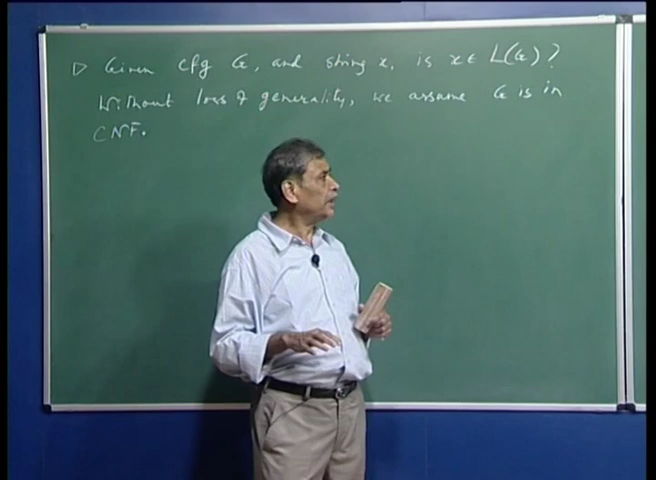 ▷ Given cfg G, and string x, is x ∈ L(G)?
Without loss of generality, we assume G is in
CNF.